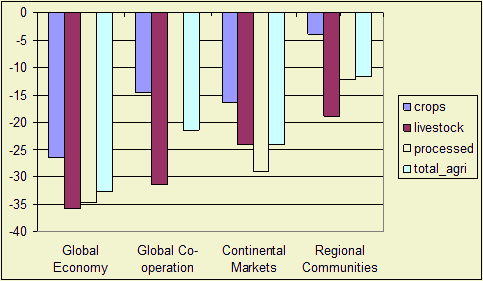 0
-5
-10
-15
-20
-25
-30
-35
-40
Global
Economy
Global Co-
operation
Continental
Markets
Regional
Communities
crops
livestock
processed
total_agri